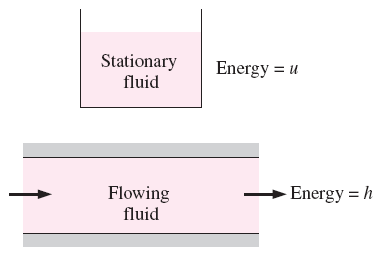 Stationary
fluid
Energy = u
Flowing
fluid
Energy = h